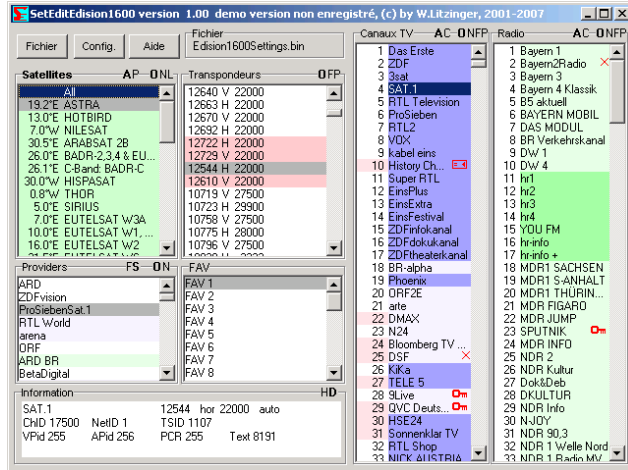 SetEditEdision1600 version 1.00 demo version non enregistré, (c) by W.Litzinger, 2001-2007
Fichier
Config.
Aide
Fichier
Edision1600Settings.bin
Satellites AP ONL
All
19.2°E ASTRA
13.0°E HOTBIRD
7.0°W NILESAT
30.5°E ARABSAT 2B
26.0°E BADR-2,3,4 & EU...
26.1°E C-Band: BADR-C
30.0°W HISPASAT
0.8°W THOR
5.0°E SIRIUS
7.0°E EUTELSAT W3A
10.0°E EUTELSAT W1, ...
16.0°E EUTELSAT W2
Transpondeurs OFP
12640 V 22000
12663 H 22000
12670 V 22000
12692 H 22000
12722 H 22000
12729 V 22000
12544 H 22000
12610 V 22000
10719 V 27500
10723 H 29900
10758 V 27500
10775 H 28000
10796 V 27500
Providers FS ON
ARD
ZDFvision
ProSiebenSat.1
RTL World
arena
ORF
ARD BR
BetaDigital
FAV
FAV 1
FAV 2
FAV 3
FAV 4
FAV 5
FAV 6
FAV 7
FAV 8
Information HD
SAT.1 12544 hor 22000 auto
ChID 17500 NetID 1 TSID 1107
VPid 255 APid 256 PCR 255 Text 8191
Canaux TV AC ONFP
1 Das Erste
2 ZDF
3 3sat
4 SAT.1
5 RTL Television
6 ProSieben
7 RTL2
8 VOX
9 kabel eins
10 History Ch...
11 Super RTL
12 EinsPlus
13 EinsExtra
14 EinsFestival
15 ZDFinfokanal
16 ZDFdokukanal
17 ZDFtheaterkanal
18 BR-alpha
19 Phoenix
20 ORF2E
21 arte
22 DMAX
23 N24
24 Bloomberg TV ...
25 DSF
26 KiKa
27 TELE 5
28 9Live
29 QVC Deuts...
30 HSE24
31 Sonnenklar TV
32 RTL Shop
33 NICK AUSTRIA
Radio AC ONFP
1 Bayern 1
2 Bayern2Radio
3 Bayern 3
4 Bayern 4 Klassik
5 B5 aktuell
6 BAYERN MOBIL
7 DAS MODUL
8 BR Verkehrskanal
9 DW 1
10 DW 4
11 hr1
12 hr2
13 hr3
14 hr4
15 YOU FM
16 hr-info
17 hr-info +
18 MDR1 SACHSEN
19 MDR1 S-ANHALT
20 MDR1 THÜRIN...
21 MDR FIGARO
22 MDR JUMP
23 SPUTNIK
24 MDR INFO
25 NDR 2
26 NDR Kultur
27 Dok&Deb
28 DKULTUR
29 NDR Info
30 N-JOY
31 NDR 90,3
32 NDR 1 Welle Nord
33 NDR 1 Radio MV